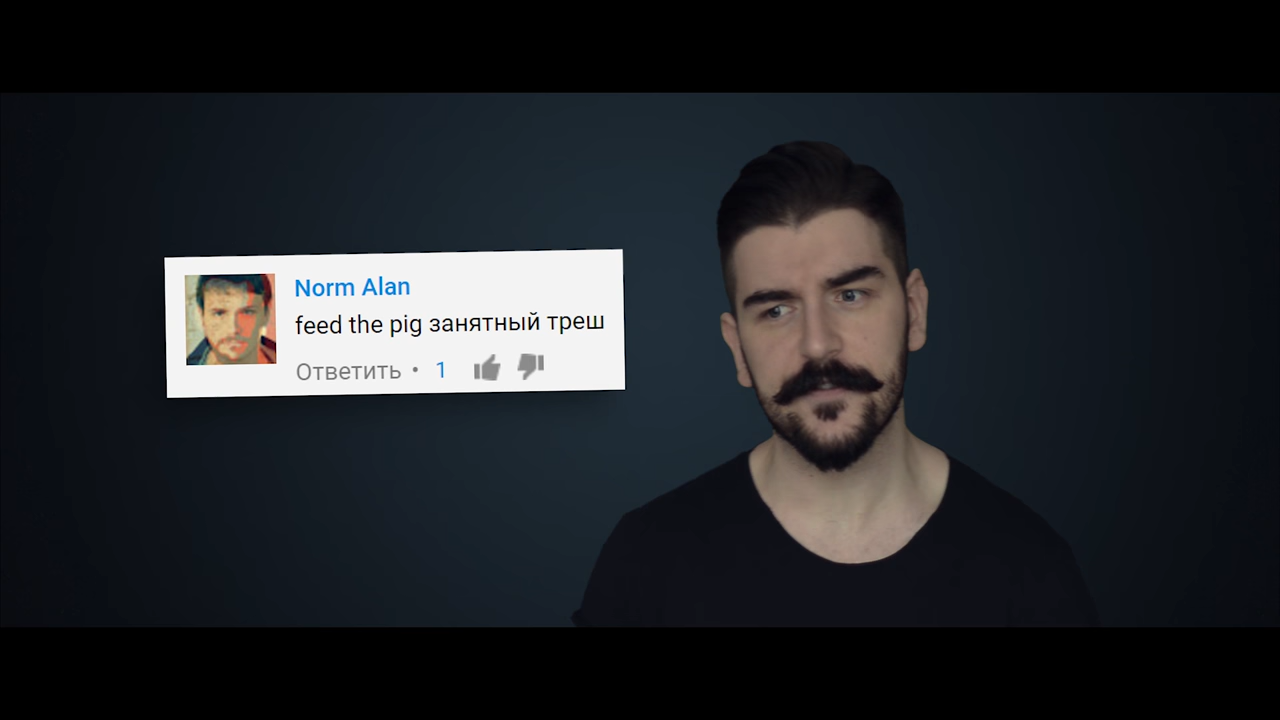 Norm Alan
feed the pig занятный треш
Ответить • 1